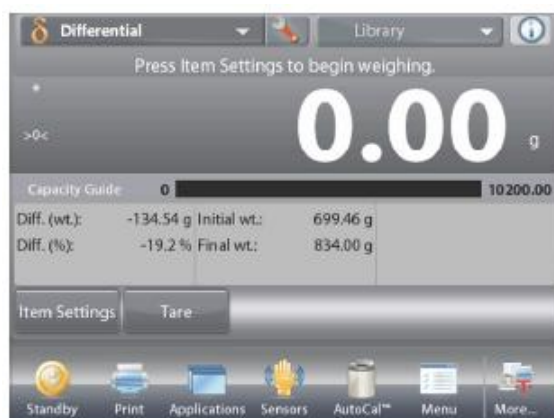 Differential Library
Press Item Settings to begin weighing.
*
>0<
0.00 g
Capacity Guide 0 10200.00
Diff. (wt.): -134.54 g Initial wt.: 699.46 g
Diff. (%): -19.2 % Final wt.: 834.00 g
Item Settings Tare
Standby Print Applications Sensors AutoCal™ Menu More...